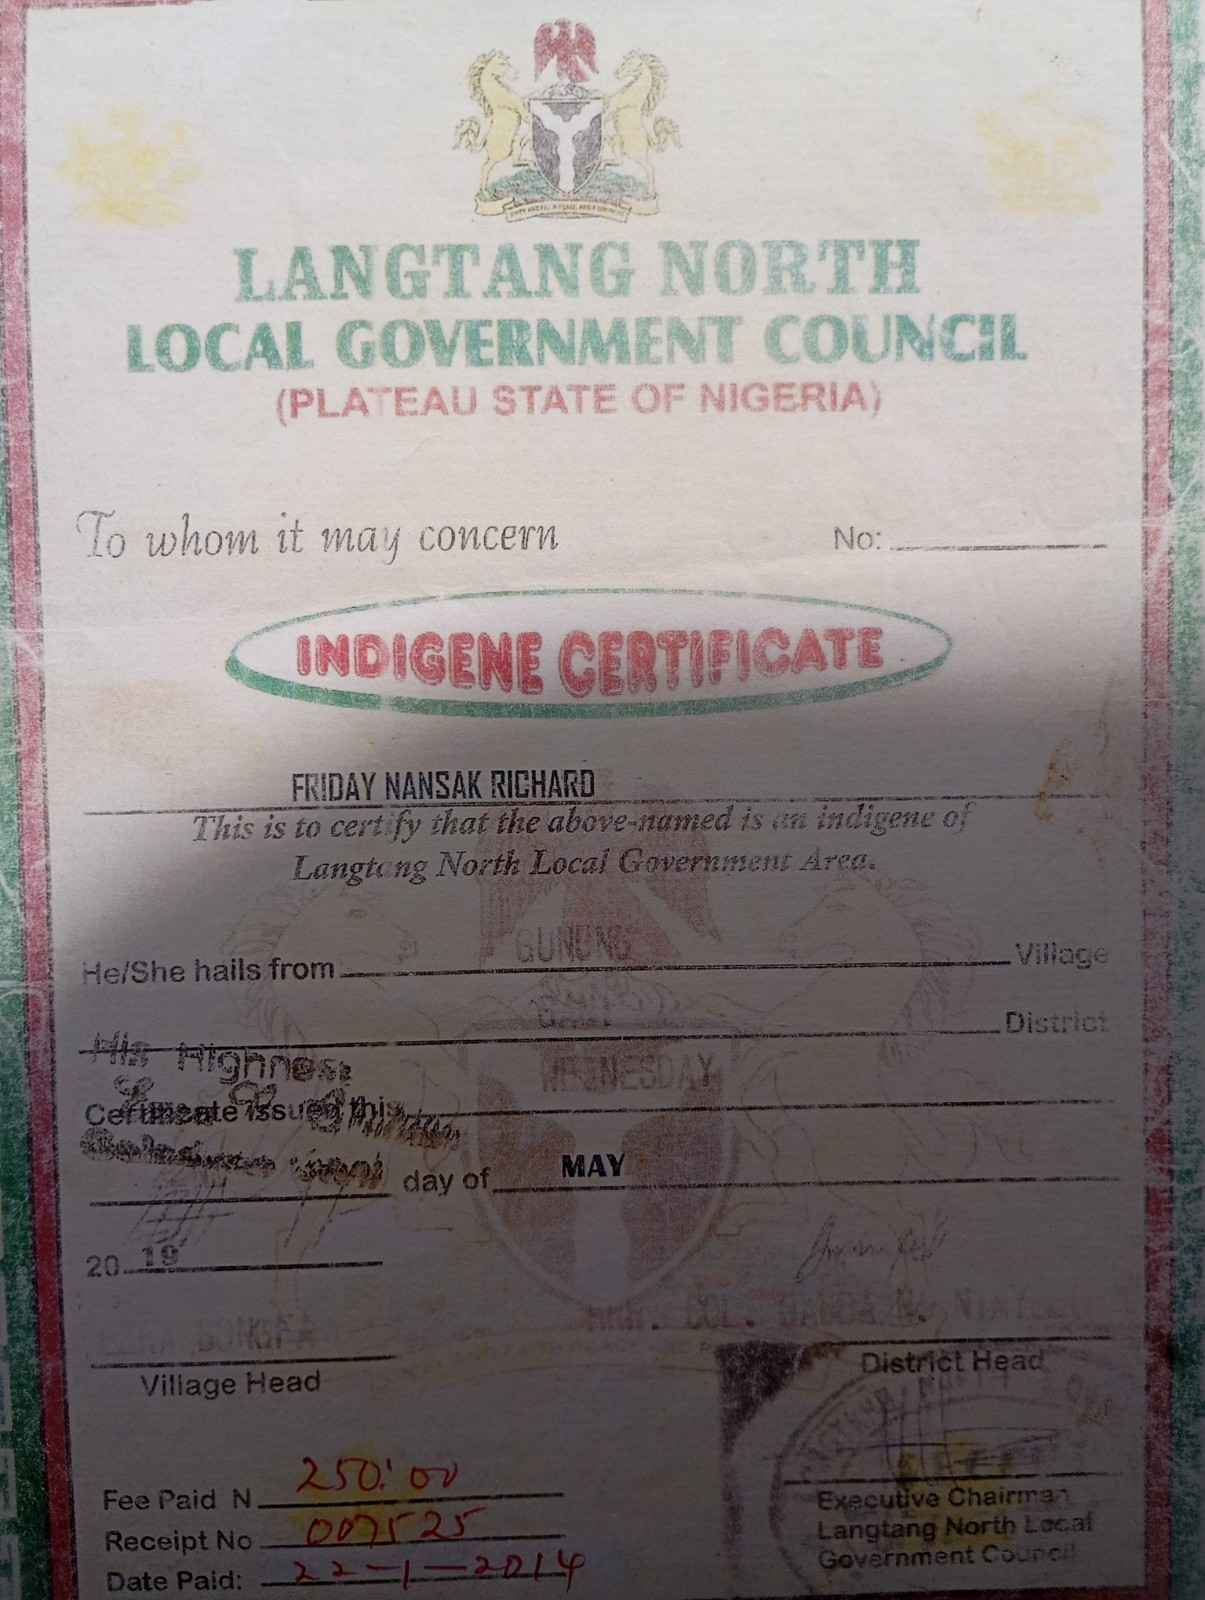 LANGTANG NORTH
LOCAL GOVERNMENT COUNCIL
(PLATEAU STATE OF NIGERIA)
To whom it may concern
No:
INDIGENE CERTIFICATE
FRIDAY NANSAK RICHARD
This is to certify that the above-named is an indigene of
Langtang North Local Government Area.
He/She hails from GUNUNG Village
District
His Highness
WEDNESDAY
Certificate issued this
day of MAY
20 19
Village Head
COL.
District Head
Fee Paid N 250:00
Receipt No 007525
Date Paid: 22-1-2014
Executive Chairman
Langtang North Local
Government Council